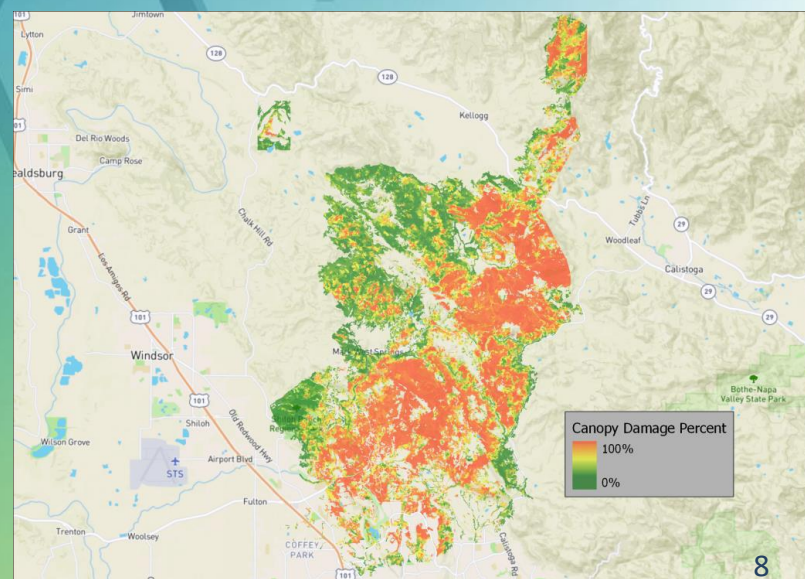 101
Jimtown
Lytton
128
Simi
128
Kellogg
101
Del Rio Woods
Camp Rose
ealdsburg
Chalk Hill Rd
Tubbs Ln
29
Grant
Woodleaf
Los Amigos Rd
Calistoga
29
101
29
Windsor
Bothe-Napa
Valley State Park
101
Shiloh
Old Redwood Hwy
Wilson Grove
Airport Blvd
STS
Canopy Damage Percent
100%
0%
Fulton
Trenton
Woolsey
COFFEY
PARK
Calistoga Rd
101
8